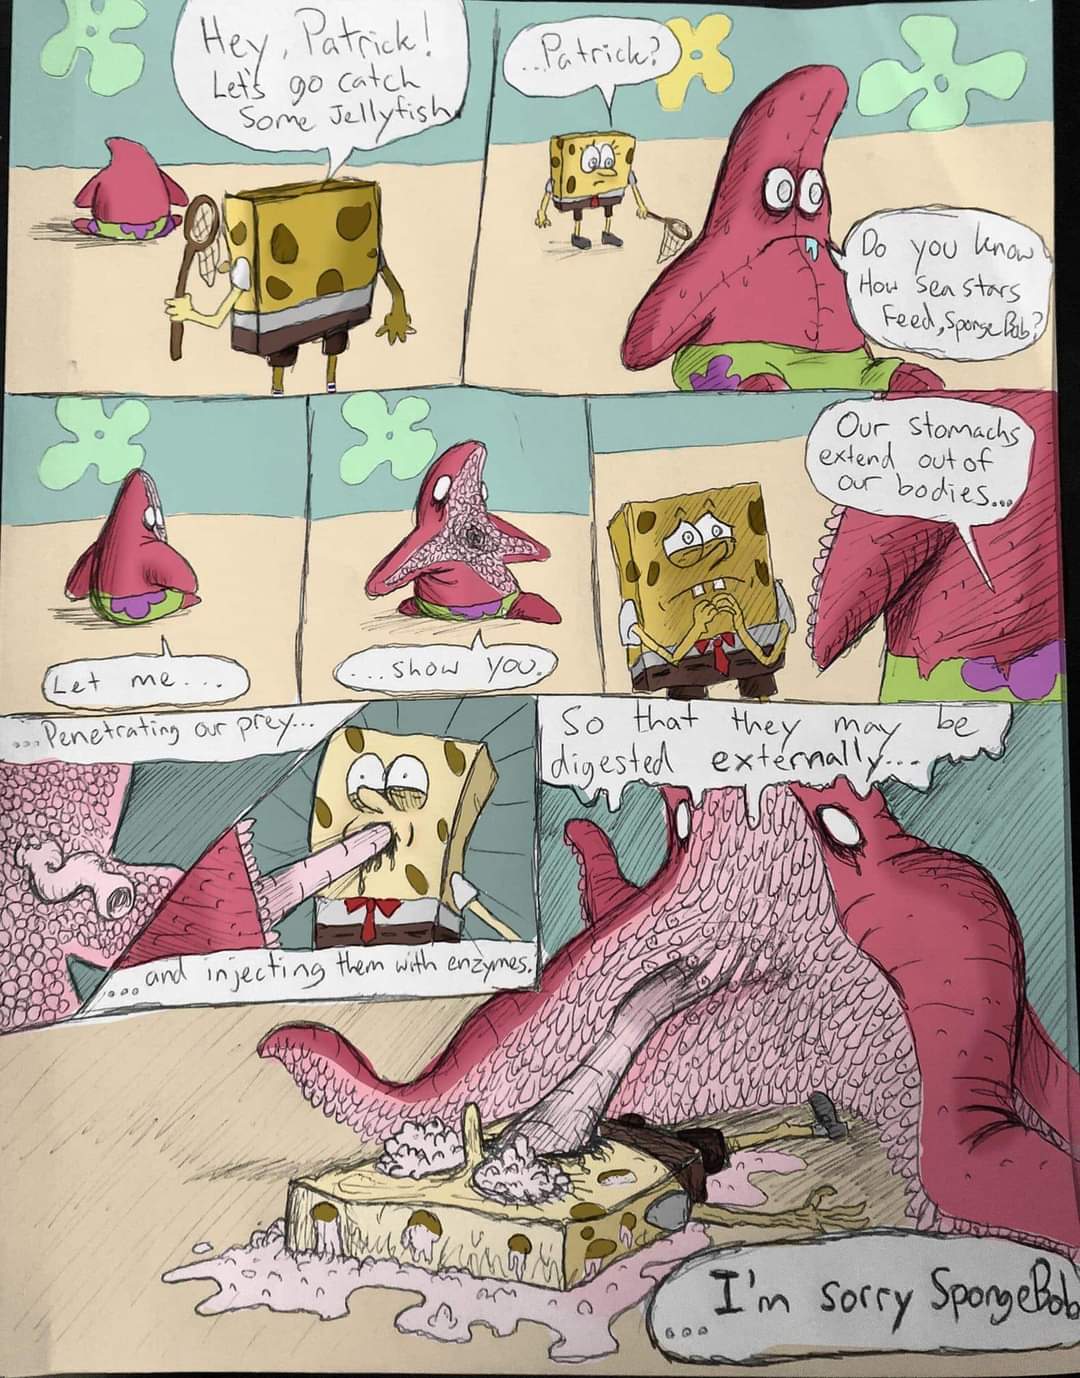 Hey, Patrick!
Let's go catch
Some Jellyfish.
...Patrick?
Do you know
How Sea stars
Feed, SpongeBob?
Let me...
...show you.
Our stomachs
extend out of
our bodies...
...Penetrating our prey...
...and injecting them with enzymes.
So that they may be
digested externally...
...I'm sorry SpongeBob